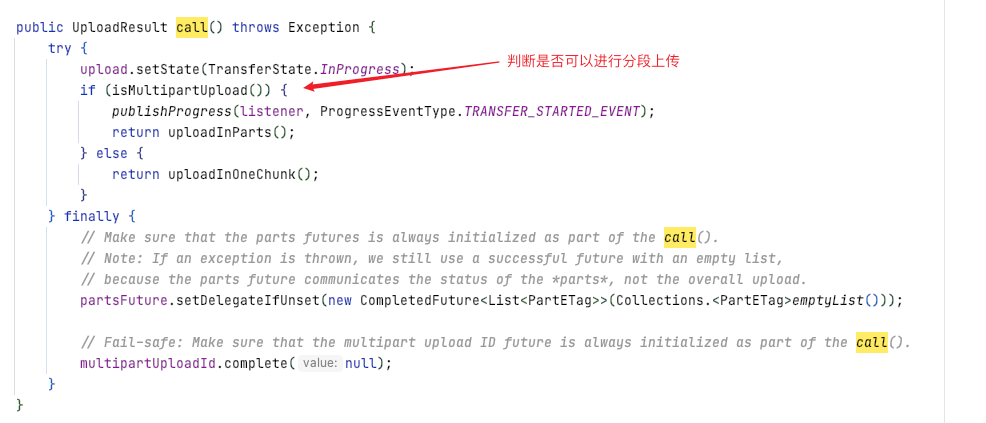 public UploadResult call() throws Exception {
try {
upload.setState(TransferState.InProgress);
判断是否可以进行分段上传
if (isMultipartUpload()) {
publishProgress(listener, ProgressEventType.TRANSFER_STARTED_EVENT);
return uploadInParts();
} else {
return uploadInOneChunk();
}
} finally {
// Make sure that the parts futures is always initialized as part of the call().
// Note: If an exception is thrown, we still use a successful future with an empty list,
// because the parts future communicates the status of the *parts*, not the overall upload.
partsFuture.setDelegateIfUnset(new CompletedFuture<List<PartETag>>(Collections.<PartETag>emptyList()));
// Fail-safe: Make sure that the multipart upload ID future is always initialized as part of the call().
multipartUploadId.complete( value: null);
}
}